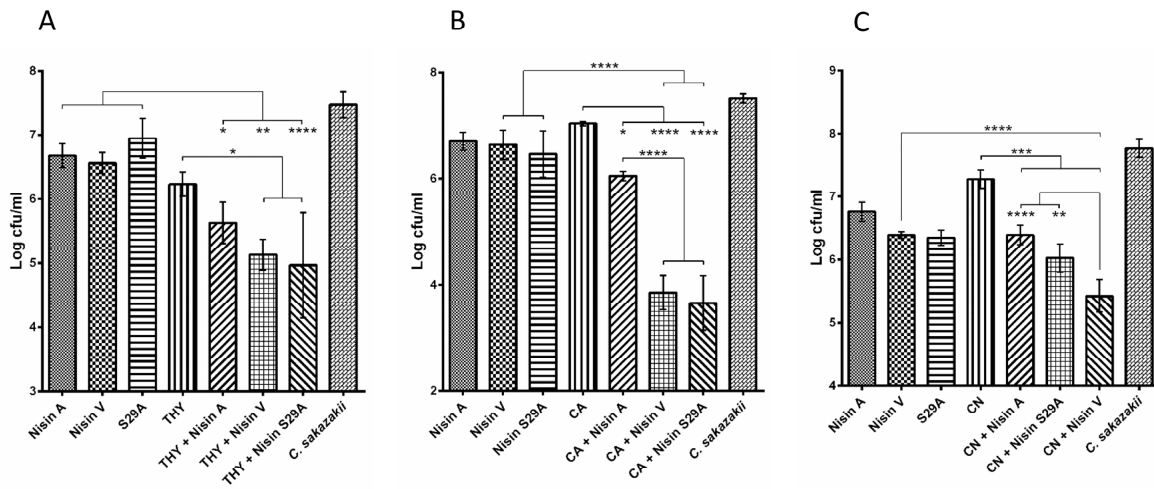 A
B
C
8
7
6
5
4
3
Log cfu/ml
*
**
****
*
Nisin A
Nisin V
S29A
THY
THY + Nisin A
THY + Nisin V
THY + Nisin S29A
C. sakazakii
8
6
4
2
Log cfu/ml
****
*
****
****
****
Nisin A
Nisin V
Nisin S29A
CA
CA + Nisin A
CA + Nisin V
CA + Nisin S29A
C. sakazakii
9
8
7
6
5
4
Log cfu/ml
****
***
****
**
Nisin A
Nisin V
S29A
CN
CN + Nisin A
CN + Nisin S29A
CN + Nisin V
C. sakazakii